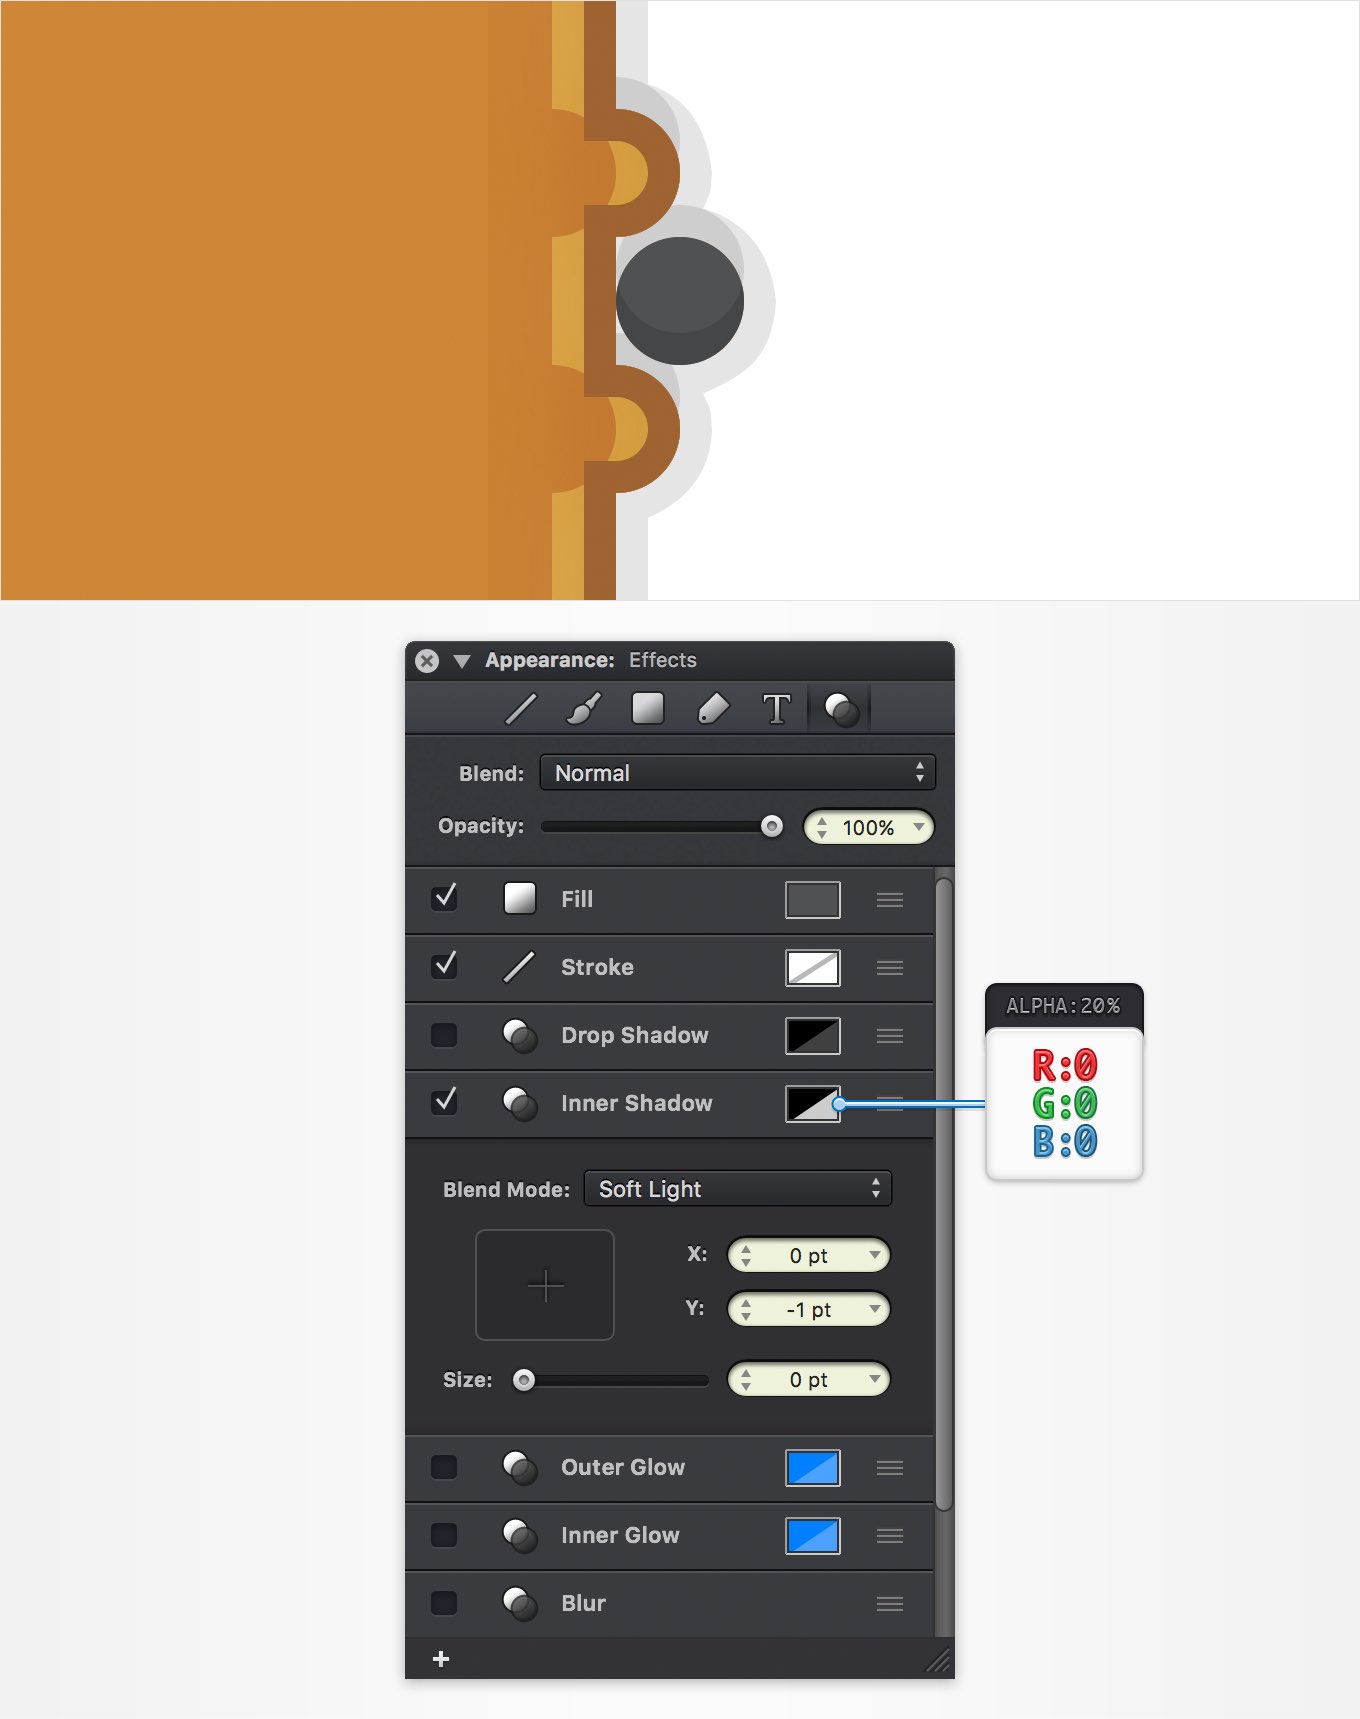 Appearance: Effects
T
Blend: Normal
Opacity: 100%
Fill
Stroke
Drop Shadow
Inner Shadow
ALPHA:20%
R:0
G:0
B:0
Blend Mode: Soft Light
X: 0 pt
Y: -1 pt
Size: 0 pt
Outer Glow
Inner Glow
Blur
+